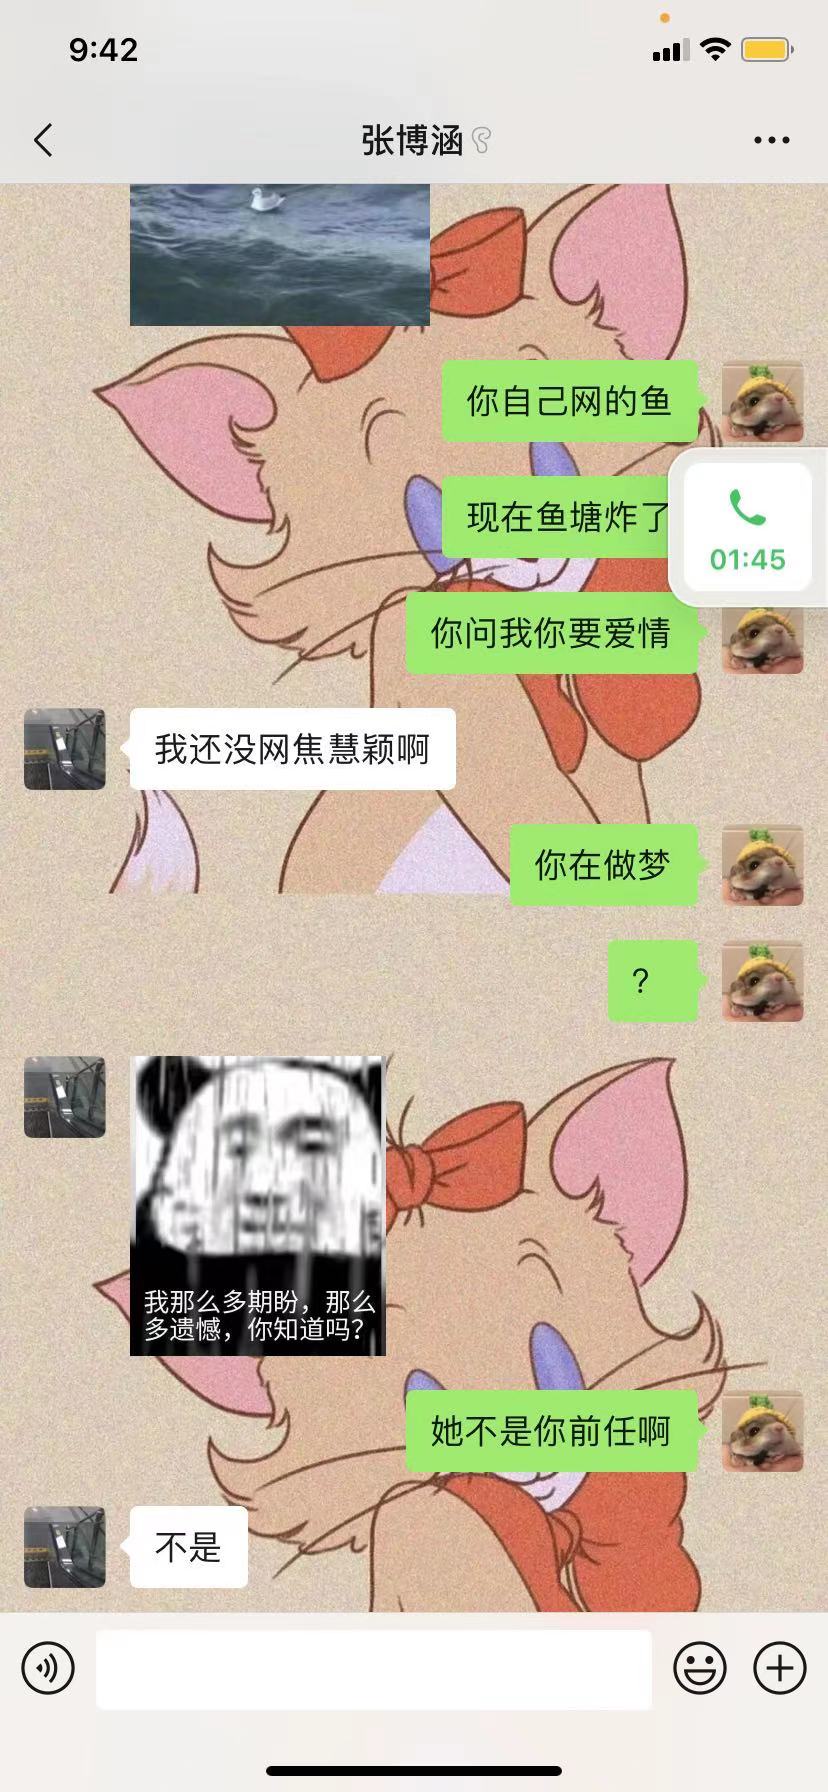 9:42
张博涵
你自己网的鱼
现在鱼塘炸了
01:45
你问我你要爱情
我还没网焦慧颖啊
你在做梦
？
我那么多期盼，那么
多遗憾，你知道吗？
她不是你前任啊
不是